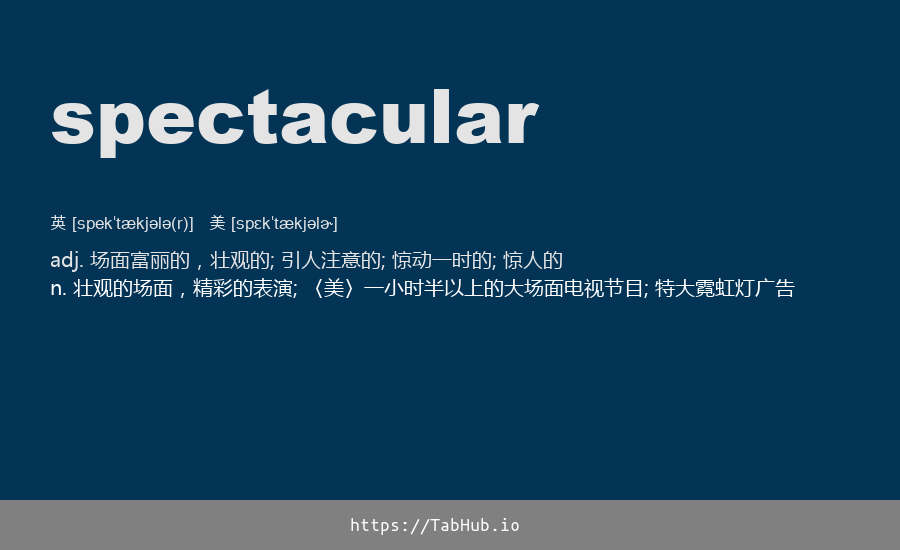 spectacular
英 [spekˈtækjələ(r)] 美 [spɛkˈtækjəlɚ]
adj. 场面富丽的，壮观的; 引人注意的; 惊动一时的; 惊人的
n. 壮观的场面，精彩的表演; 〈美〉一小时半以上的大场面电视节目; 特大霓虹灯广告
https://TabHub.io